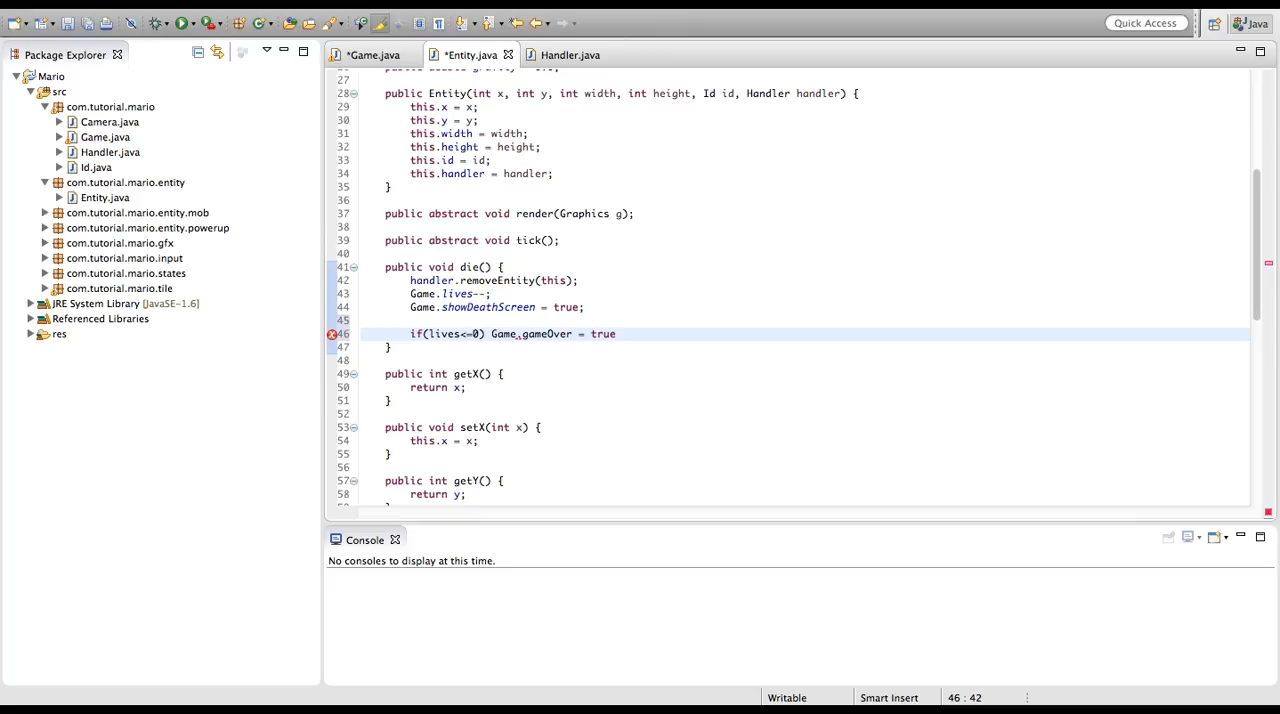 Quick Access
Java
Package Explorer
*Game.java
*Entity.java
Handler.java
Mario
src
com.tutorial.mario
Camera.java
Game.java
Handler.java
Id.java
com.tutorial.mario.entity
Entity.java
com.tutorial.mario.entity.mob
com.tutorial.mario.entity.powerup
com.tutorial.mario.gfx
com.tutorial.mario.input
com.tutorial.mario.states
com.tutorial.mario.tile
JRE System Library [JavaSE-1.6]
Referenced Libraries
res
27
28 public Entity(int x, int y, int width, int height, Id id, Handler handler) {
29 this.x = x;
30 this.y = y;
31 this.width = width;
32 this.height = height;
33 this.id = id;
34 this.handler = handler;
35 }
36
37 public abstract void render(Graphics g);
38
39 public abstract void tick();
40
41 public void die() {
42 handler.removeEntity(this);
43 Game.lives--;
44 Game.showDeathScreen = true;
45
46 if(lives<=0) Game.gameOver = true
47 }
48
49 public int getX() {
50 return x;
51 }
52
53 public void setX(int x) {
54 this.x = x;
55 }
56
57 public int getY() {
58 return y;
Console
No consoles to display at this time.
Writable
Smart Insert
46 : 42